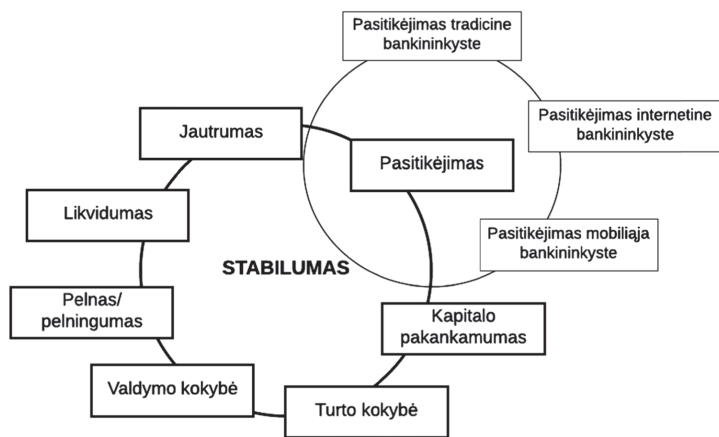 Pasitikėjimas tradicine
bankininkyste
Pasitikėjimas internetine
bankininkyste
Jautrumas
Pasitikėjimas
Likvidumas
Pasitikėjimas mobiliąja
bankininkyste
STABILUMAS
Pelnas/
pelningumas
Kapitalo
pakankamumas
Valdymo kokybė
Turto kokybė